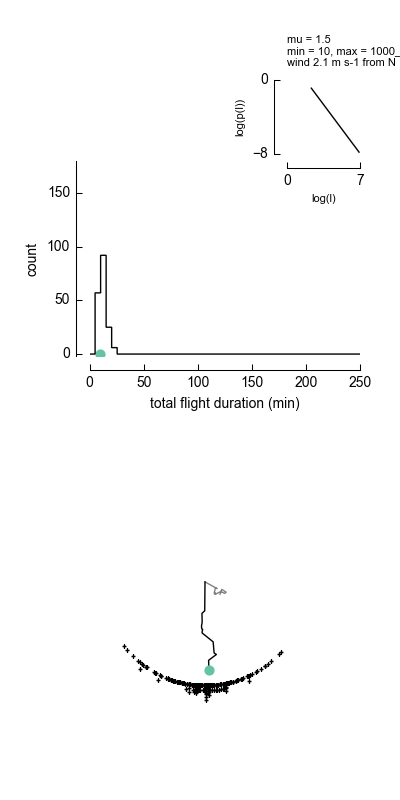 mu = 1.5
min = 10, max = 1000_
wind 2.1 m s-1 from N
0
log(p(l))
−8
0
7
log(l)
150
100
50
0
count
0
50
100
150
200
250
total flight duration (min)